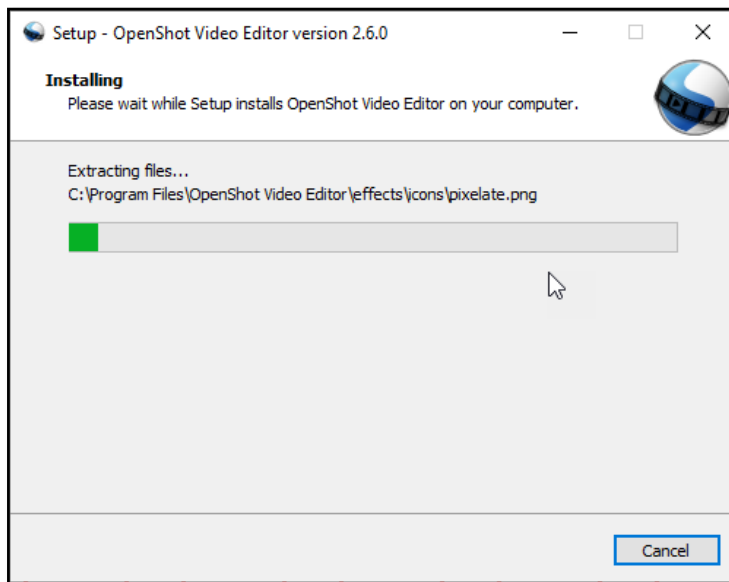 Setup - OpenShot Video Editor version 2.6.0
Installing
Please wait while Setup installs OpenShot Video Editor on your computer.
Extracting files...
C:\Program Files\OpenShot Video Editor\effects\icons\pixelate.png
Cancel